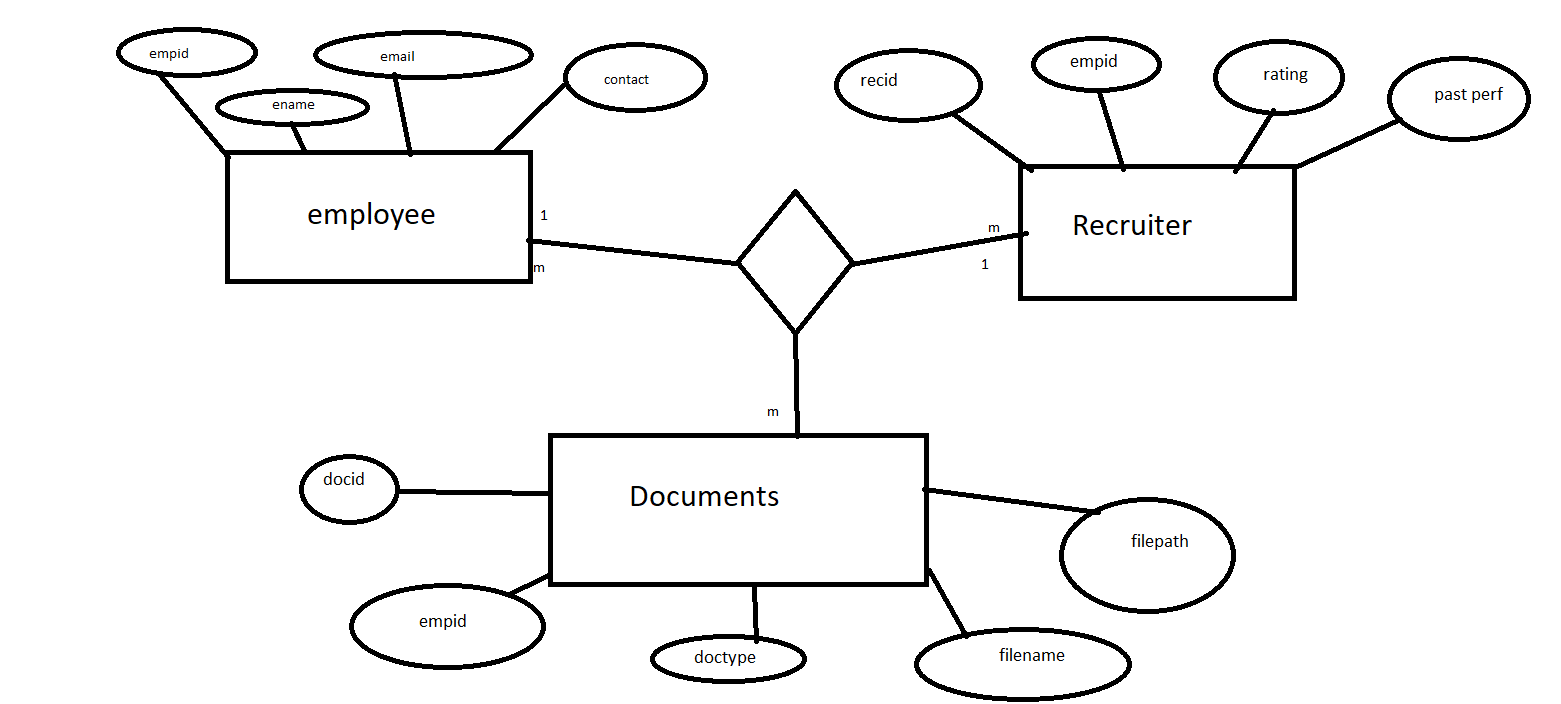 empid
email
contact
ename
recid
empid
rating
past perf
employee
Recruiter
1
m
m
1
m
docid
Documents
filepath
empid
doctype
filename